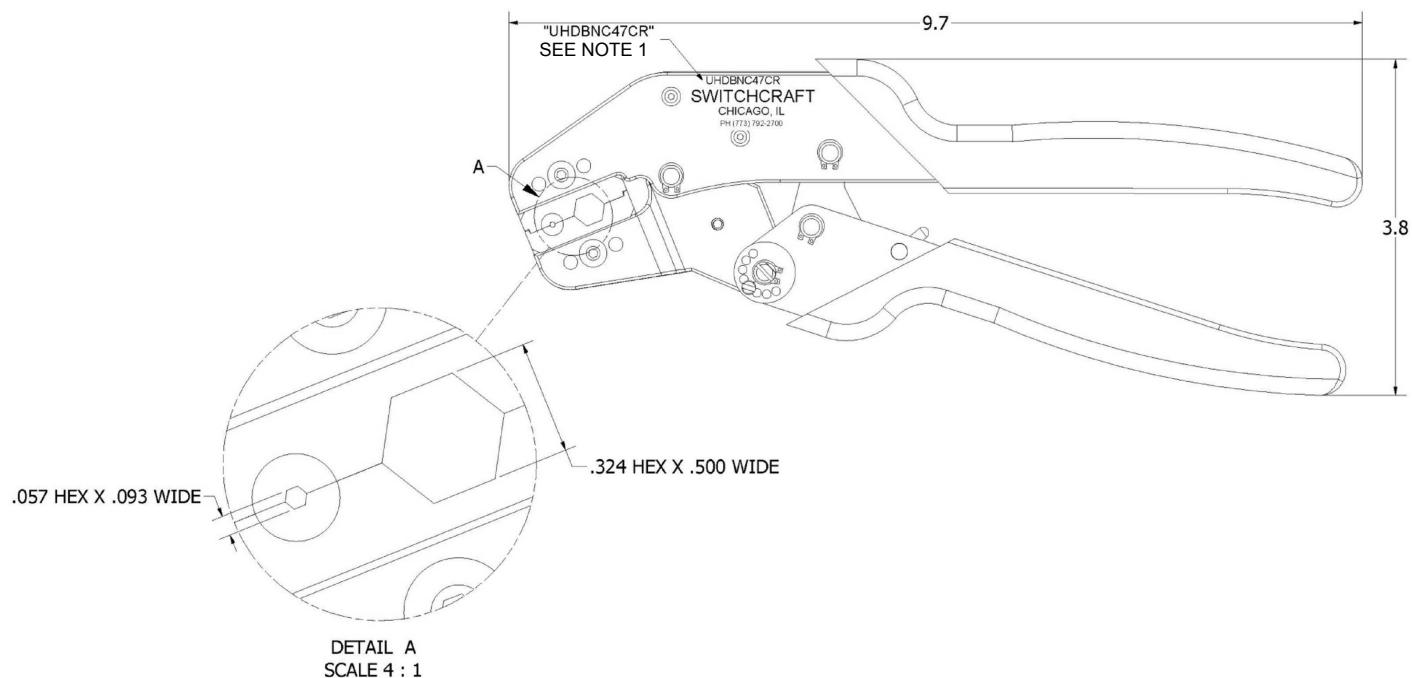 9.7
"UHDBNC47CR"
SEE NOTE 1
UHDBNC47CR
SWITCHCRAFT
CHICAGO, IL
PH (773) 792-2700
A
3.8
.324 HEX X .500 WIDE
.057 HEX X .093 WIDE
DETAIL A
SCALE 4 : 1